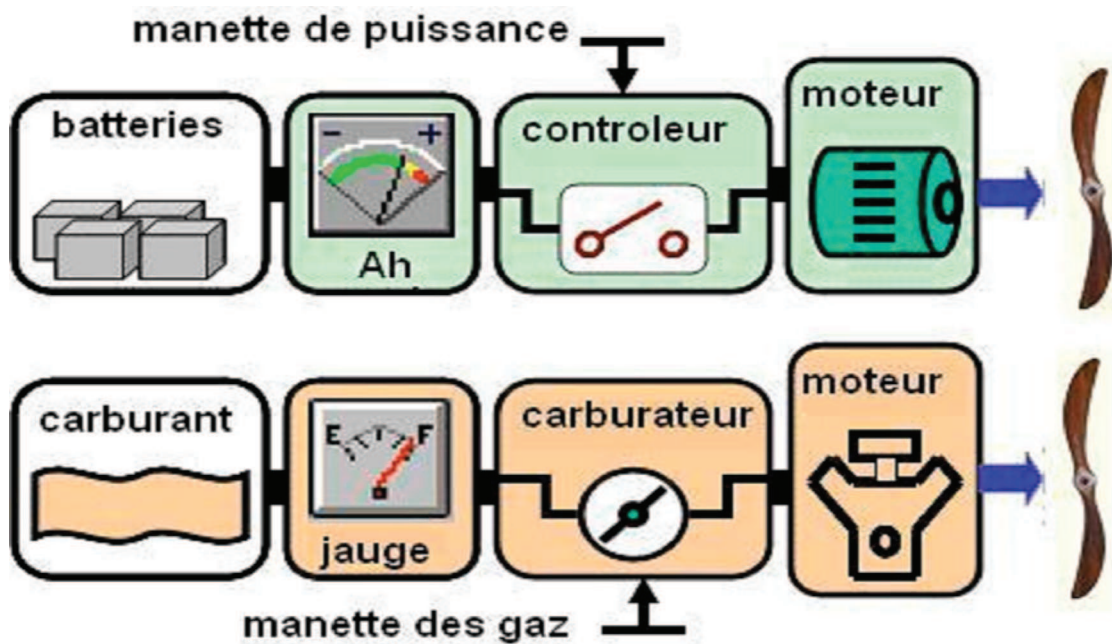 manette de puissance
batteries
- +
Ah
controleur
moteur
carburant
E F
jauge
carburateur
moteur
manette des gaz